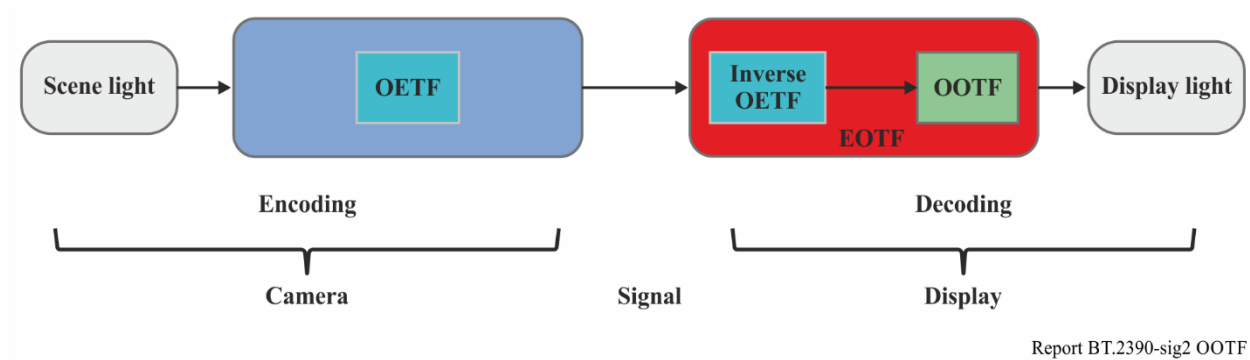 Scene light
OETF
Inverse
OETF
OOTF
EOTF
Display light
Encoding
Decoding
Camera
Signal
Display
Report BT.2390-sig2 OOTF